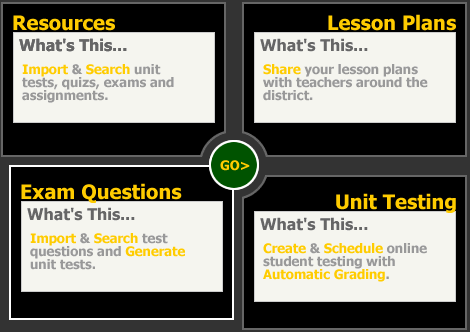 Resources
What's This...
Import & Search unit
tests, quizs, exams and
assignments.
Lesson Plans
What's This...
Share your lesson plans
with teachers around the
district.
GO>
Exam Questions
What's This...
Import & Search test
questions and Generate
unit tests.
Unit Testing
What's This...
Create & Schedule online
student testing with
Automatic Grading.